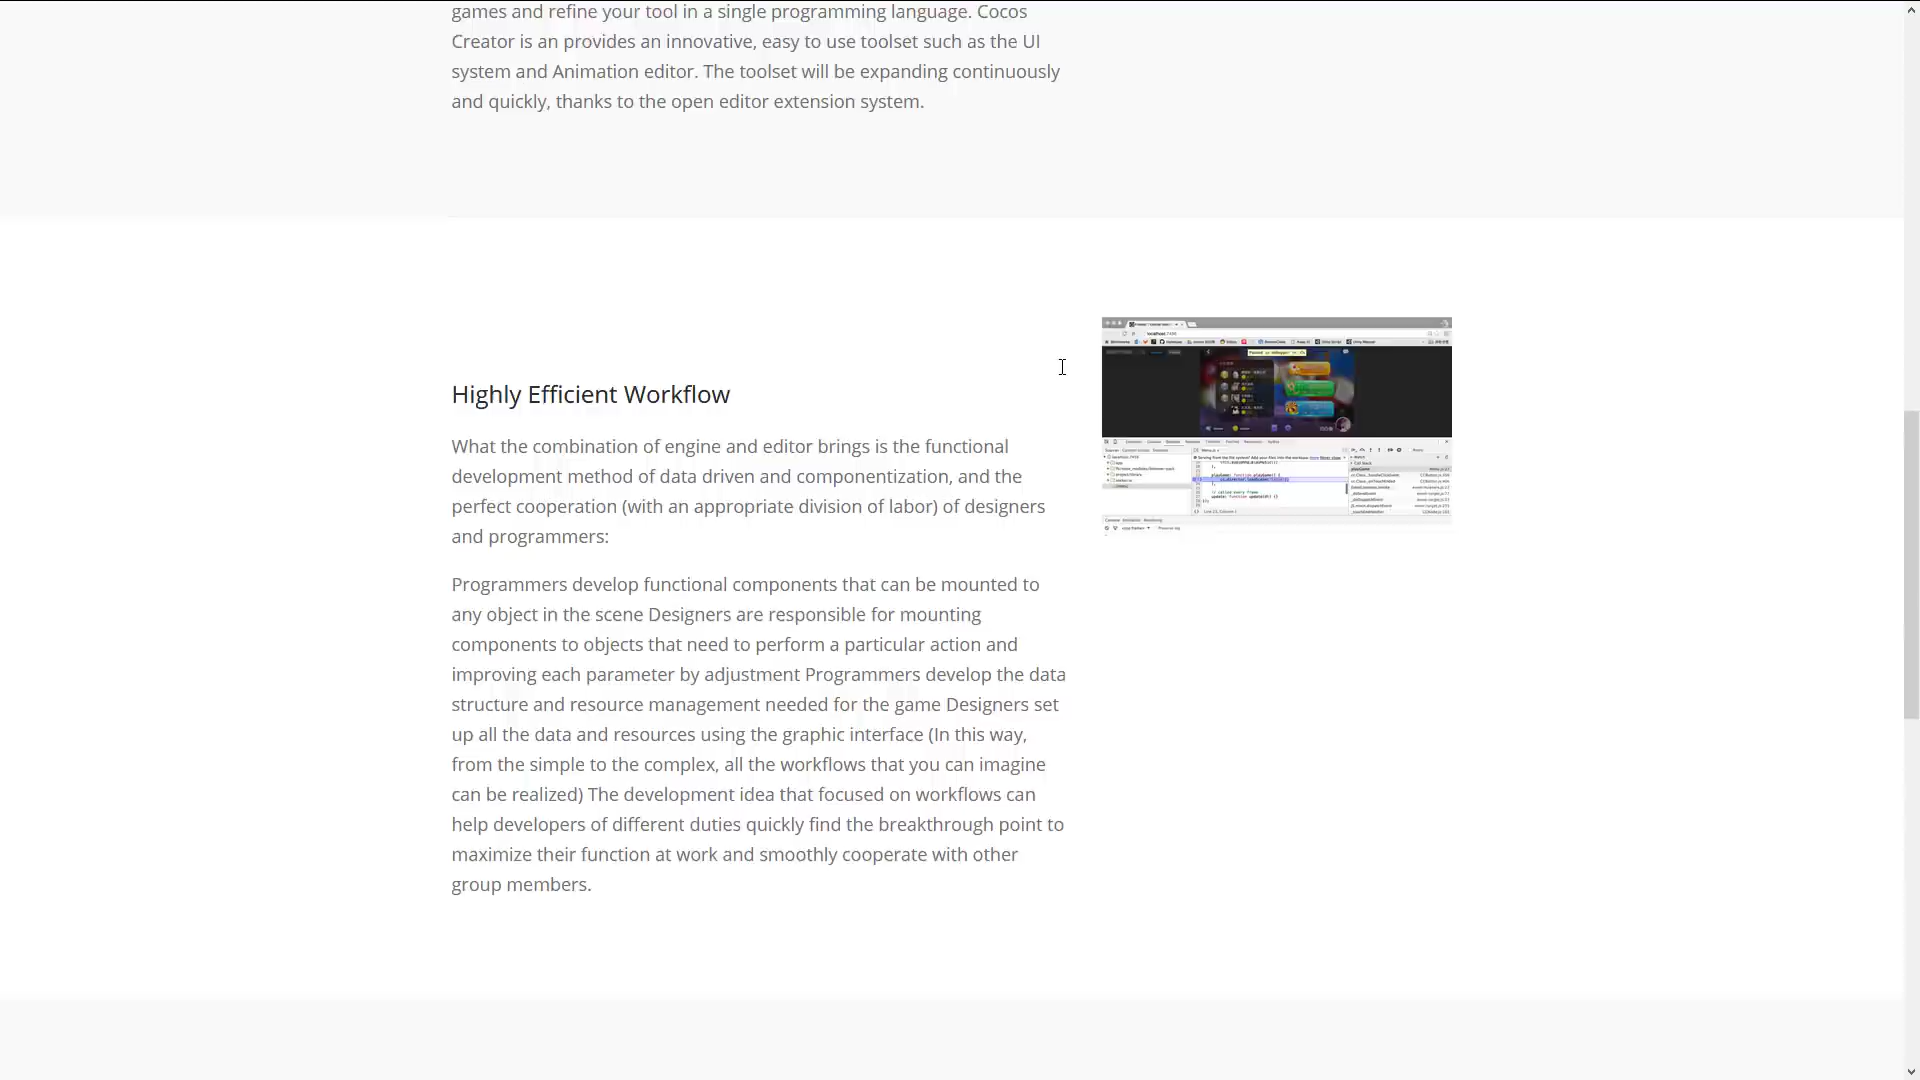 games and refine your tool in a single programming language. Cocos
Creator is an provides an innovative, easy to use toolset such as the UI
system and Animation editor. The toolset will be expanding continuously
and quickly, thanks to the open editor extension system.
Highly Efficient Workflow
What the combination of engine and editor brings is the functional
development method of data driven and componentization, and the
perfect cooperation (with an appropriate division of labor) of designers
and programmers:
Programmers develop functional components that can be mounted to
any object in the scene Designers are responsible for mounting
components to objects that need to perform a particular action and
improving each parameter by adjustment Programmers develop the data
structure and resource management needed for the game Designers set
up all the data and resources using the graphic interface (In this way,
from the simple to the complex, all the workflows that you can imagine
can be realized) The development idea that focused on workflows can
help developers of different duties quickly find the breakthrough point to
maximize their function at work and smoothly cooperate with other
group members.